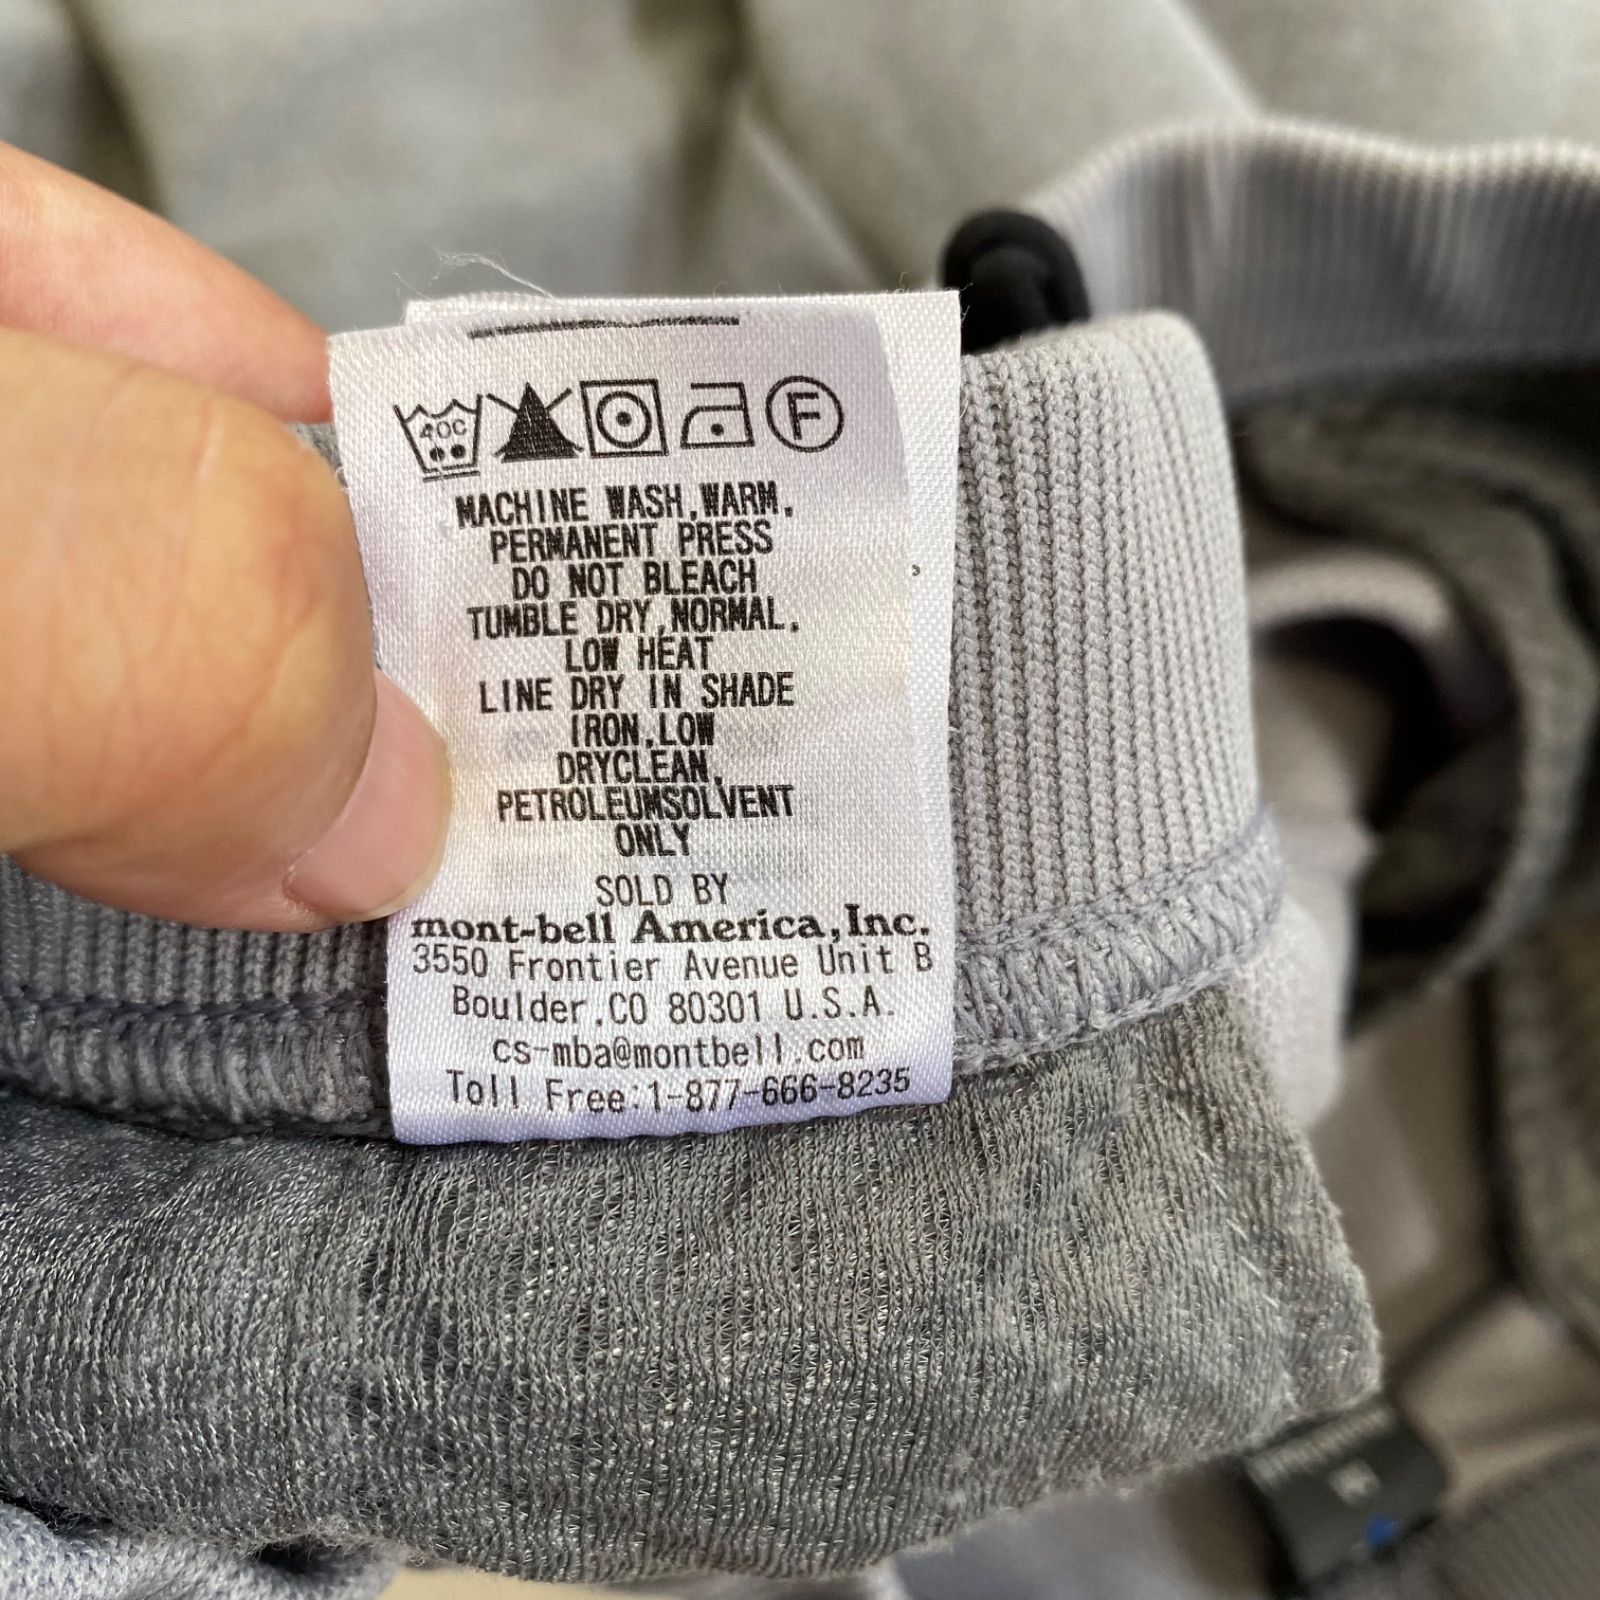 40C
F
MACHINE WASH,WARM,
PERMANENT PRESS
DO NOT BLEACH
TUMBLE DRY,NORMAL,
LOW HEAT
LINE DRY IN SHADE
IRON,LOW
DRYCLEAN,
PETROLEUMSOLVENT
ONLY
SOLD BY
mont-bell America,Inc.
3550 Frontier Avenue Unit B
Boulder,CO 80301 U.S.A.
cs-mba@montbell.com
Toll Free:1-877-666-8235